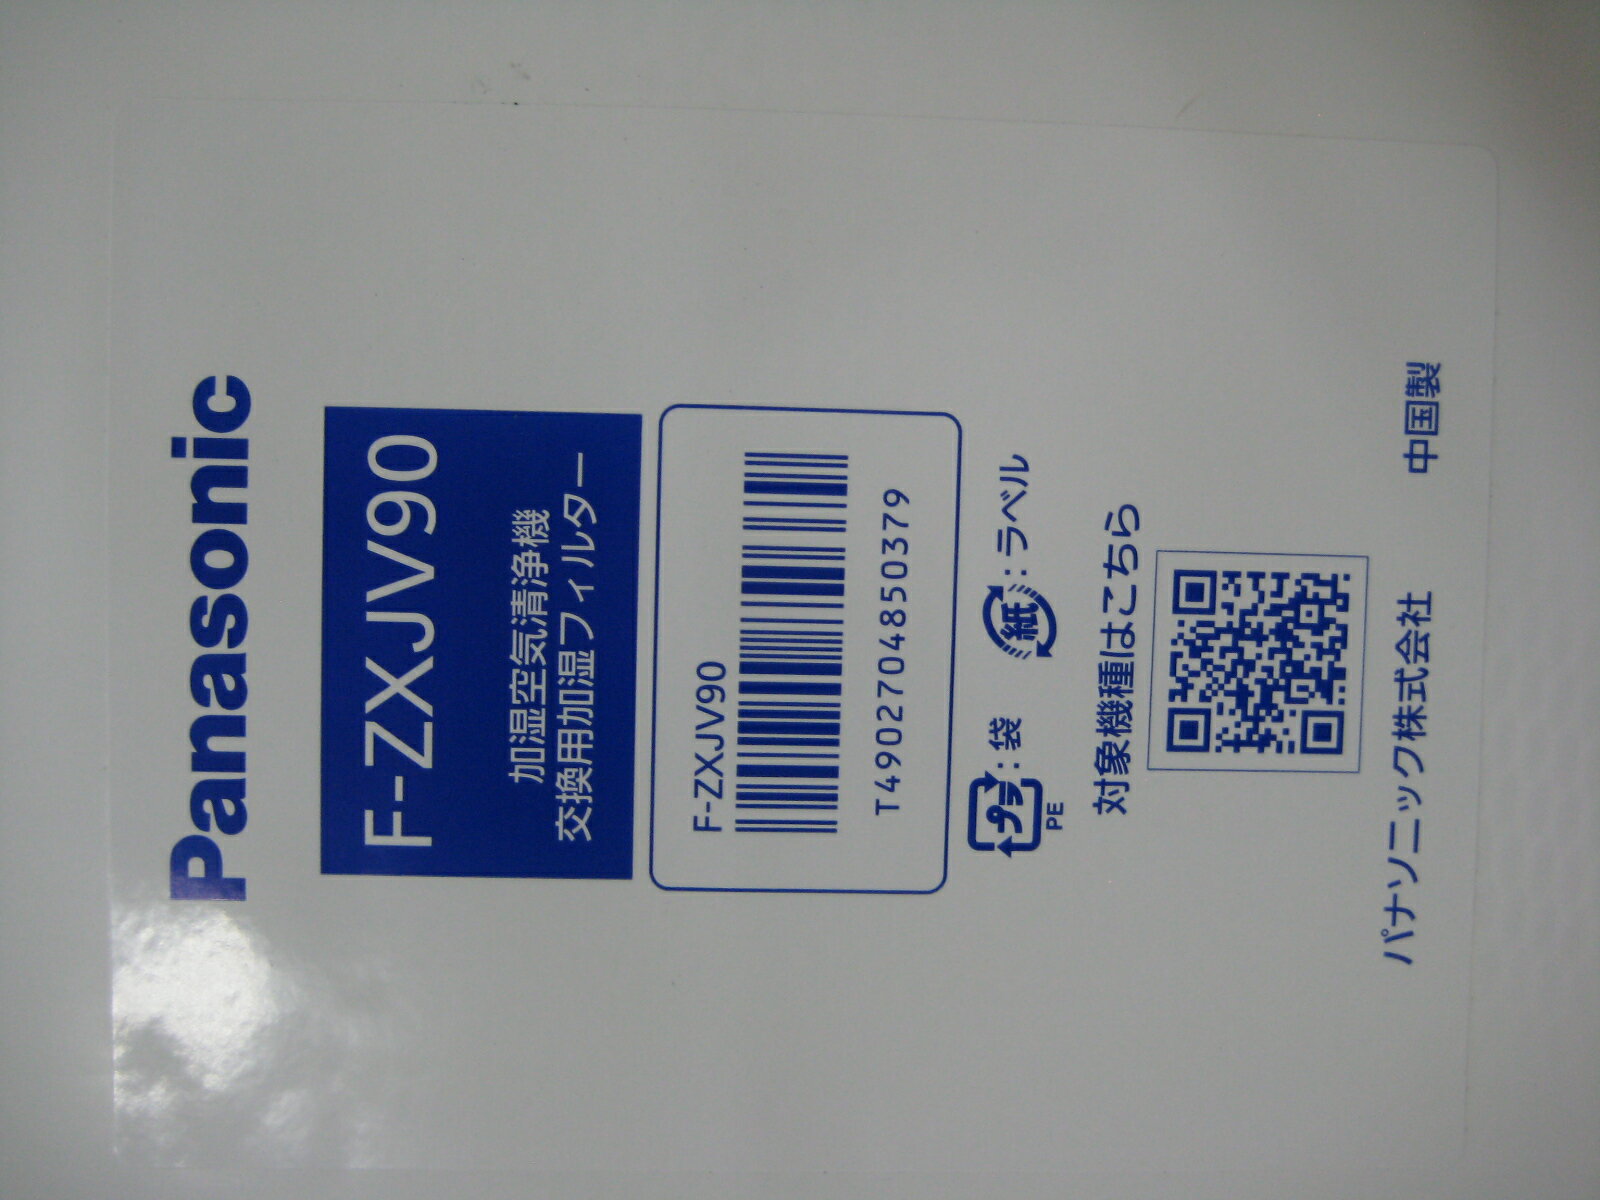 Panasonic
F-ZXJV90
加湿空気清浄機
交換用加湿フィルター
F-ZXJV90
T4902704850379
プラ:袋 紙:ラベル
PE
対象機種はこちら
パナソニック株式会社 中国製